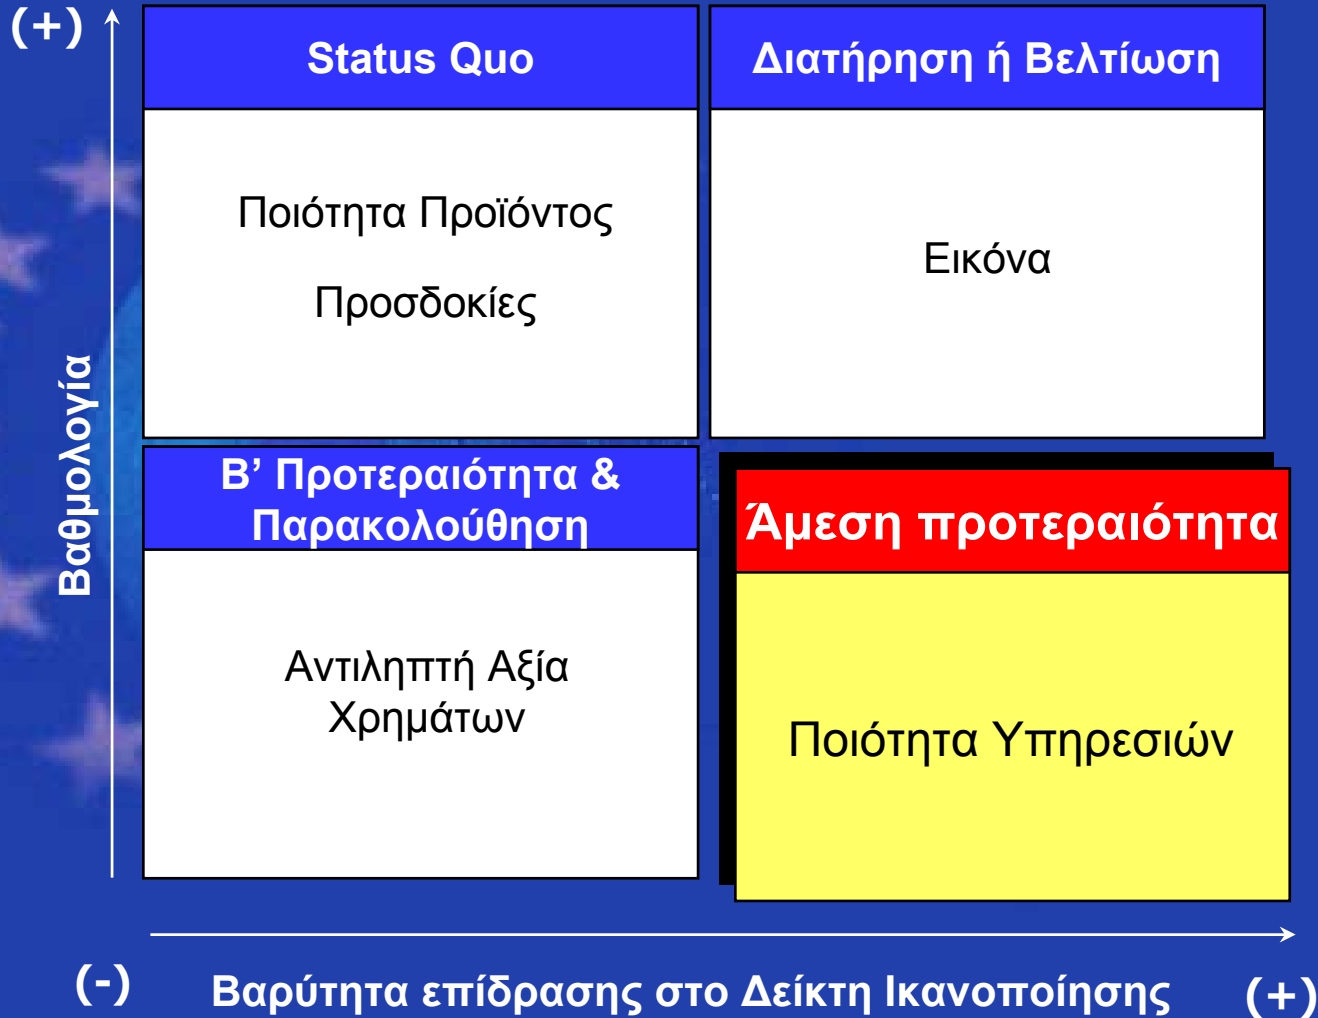 (+)
Status Quo
Διατήρηση ή Βελτίωση
Ποιότητα Προϊόντος
Προσδοκίες
Εικόνα
Βαθμολογία
Β’ Προτεραιότητα &
Παρακολούθηση
Άμεση προτεραιότητα
Αντιληπτή Αξία
Χρημάτων
Ποιότητα Υπηρεσιών
(-)
Βαρύτητα επίδρασης στο Δείκτη Ικανοποίησης
(+)